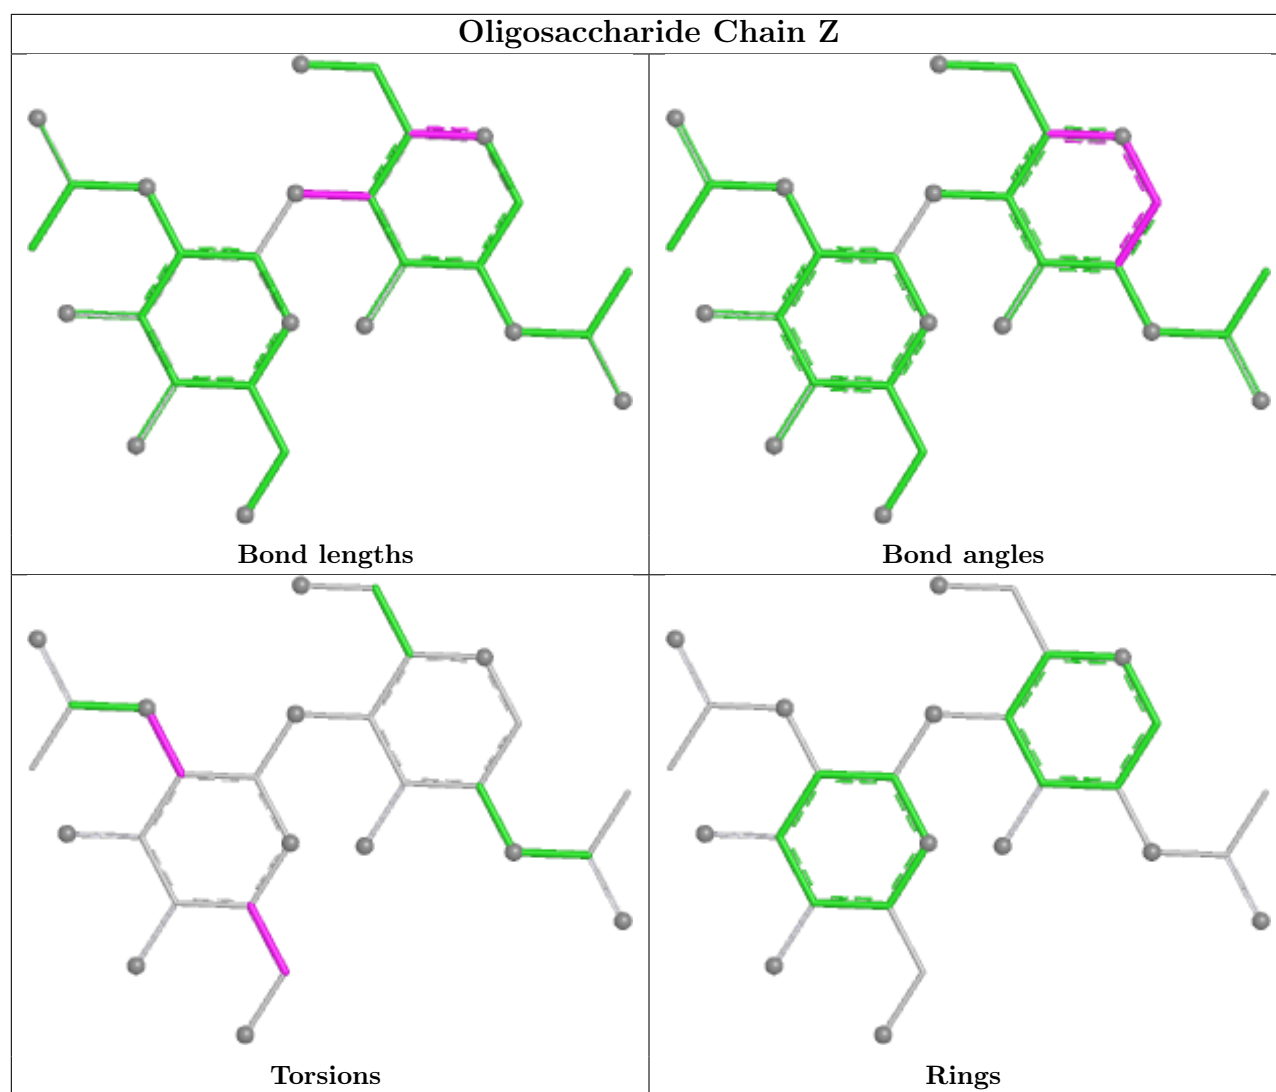 Oligosaccharide Chain Z
Bond lengths
Bond angles
Torsions
Rings